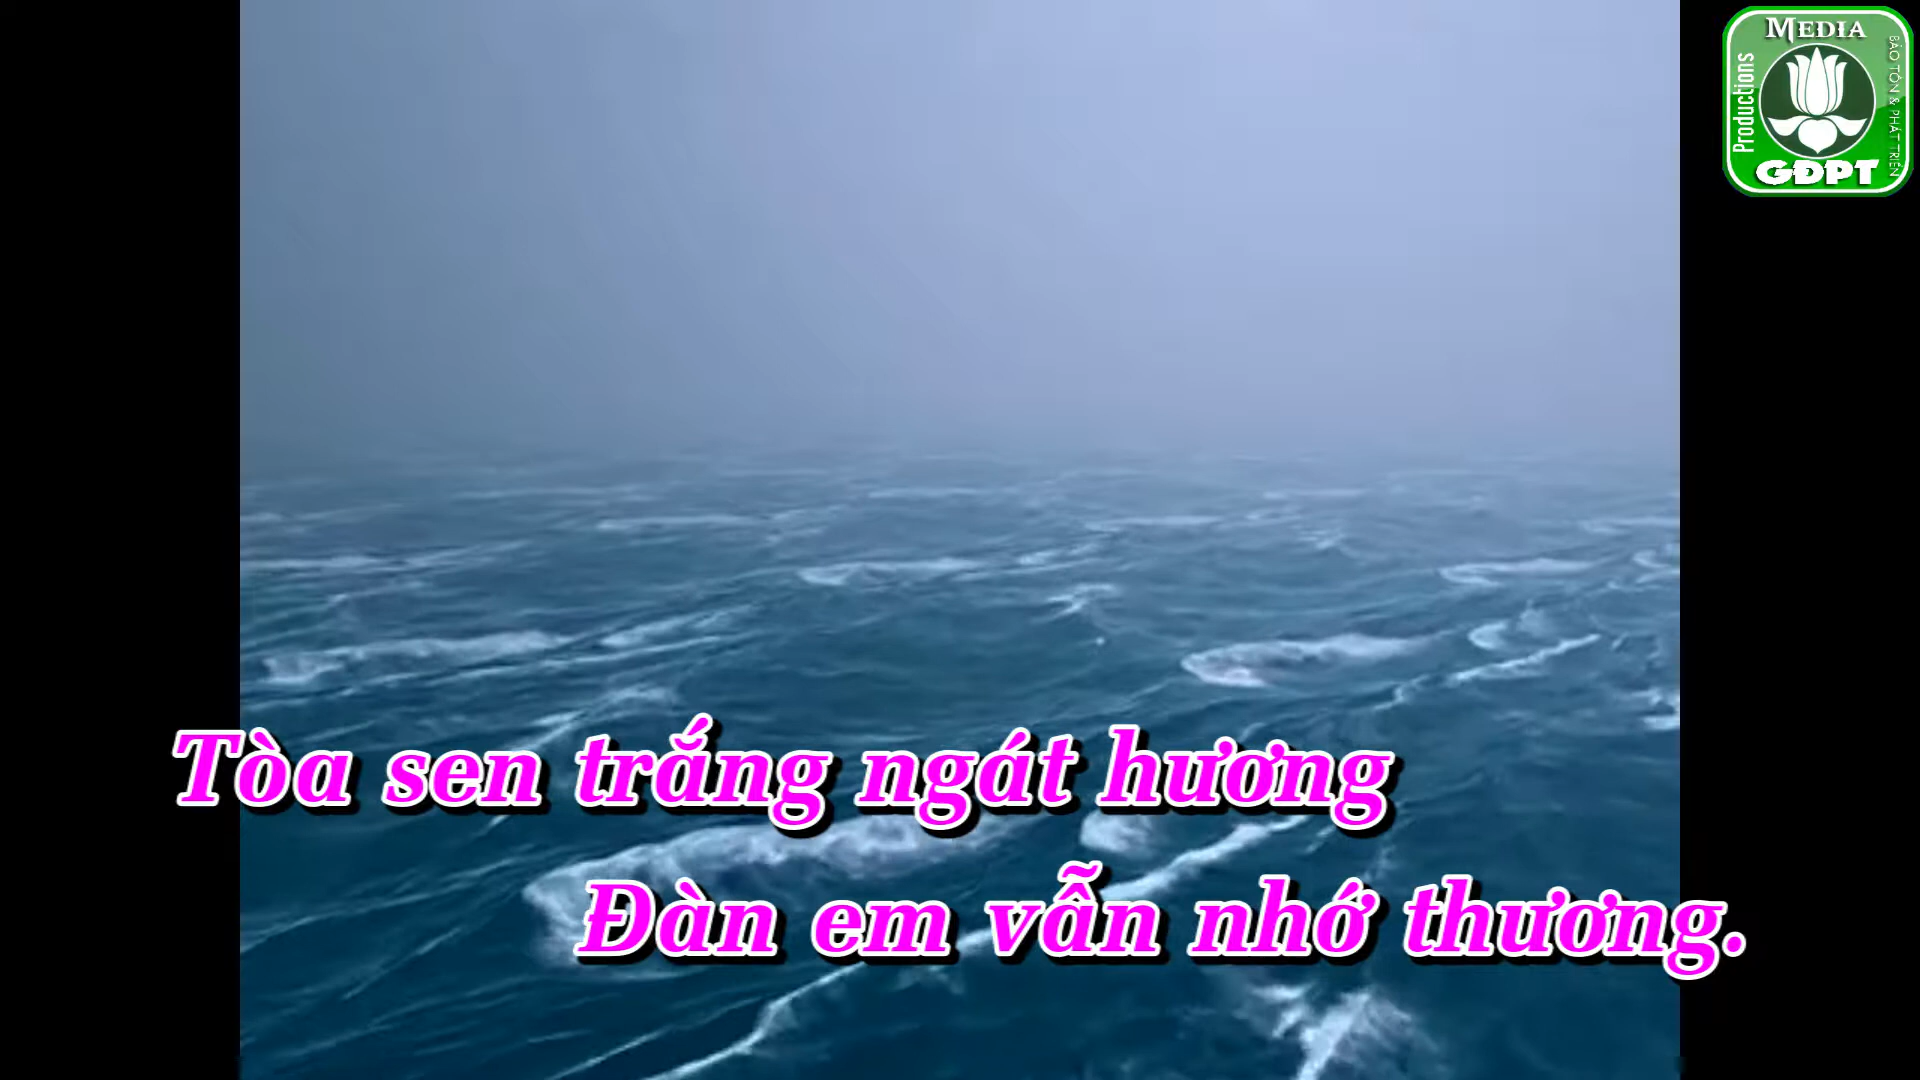 MEDIA
Productions
BẢO TỒN & PHÁT TRIỂN
GĐPT
Tòa sen trắng ngát hương
Đàn em vẫn nhớ thương.